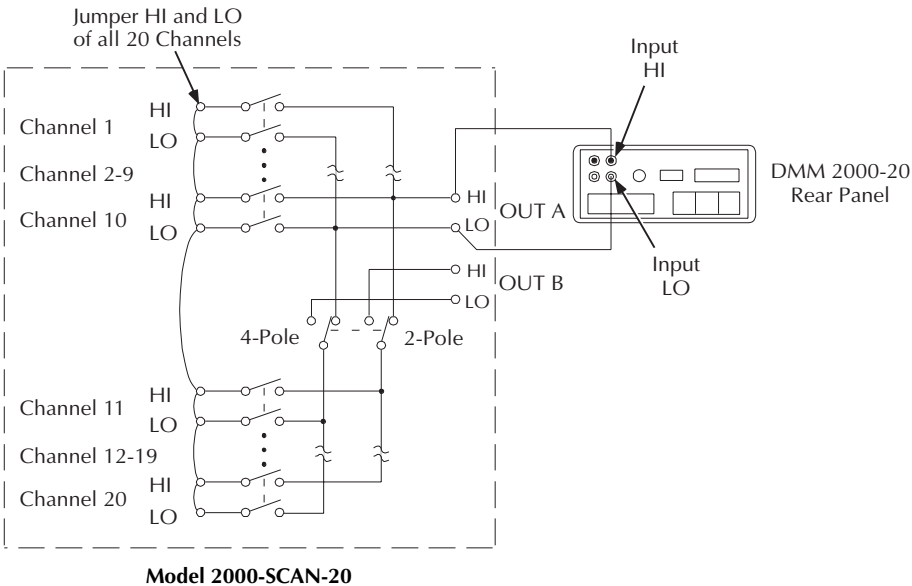 Jumper HI and LO
of all 20 Channels
Input
HI
HI
Channel 1
LO
Channel 2-9
HI
Channel 10
LO
HI
OUT A
LO
HI
OUT B
LO
DMM 2000-20
Rear Panel
Input
LO
4-Pole
2-Pole
HI
Channel 11
LO
Channel 12-19
HI
Channel 20
LO
Model 2000-SCAN-20